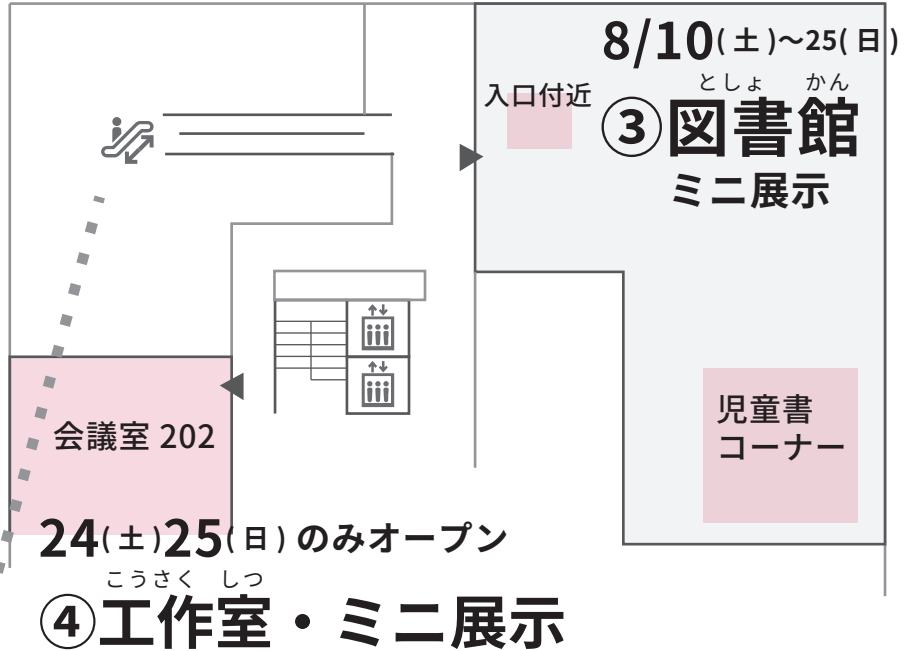 8/10(土)〜25(日)
入口付近
としょ かん
③図書館
ミニ展示
児童書
コーナー
会議室 202
24(土)25(日)のみオープン
こうさく しつ
④工作室・ミニ展示